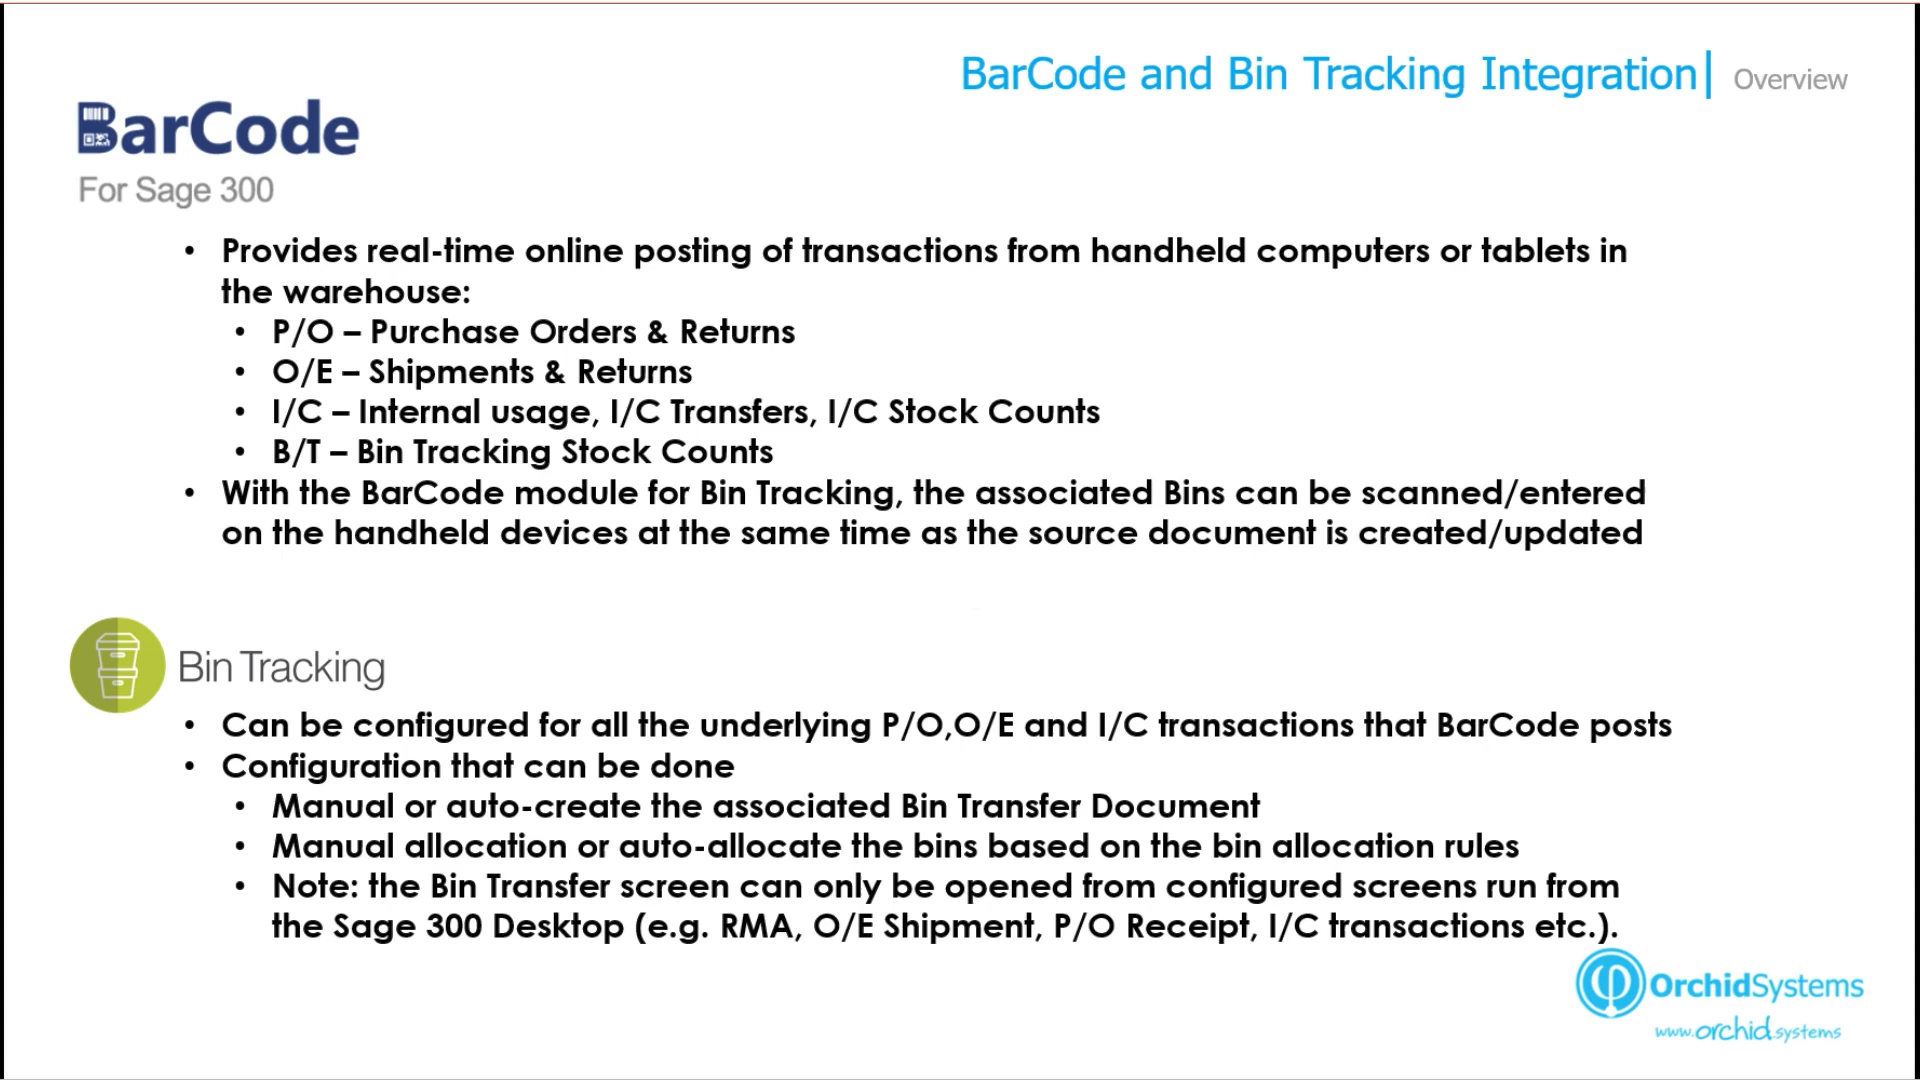 BarCode and Bin Tracking Integration| Overview
BarCode
For Sage 300
• Provides real-time online posting of transactions from handheld computers or tablets in
the warehouse:
• P/O – Purchase Orders & Returns
• O/E – Shipments & Returns
• I/C – Internal usage, I/C Transfers, I/C Stock Counts
• B/T – Bin Tracking Stock Counts
• With the BarCode module for Bin Tracking, the associated Bins can be scanned/entered
on the handheld devices at the same time as the source document is created/updated
Bin Tracking
• Can be configured for all the underlying P/O,O/E and I/C transactions that BarCode posts
• Configuration that can be done
• Manual or auto-create the associated Bin Transfer Document
• Manual allocation or auto-allocate the bins based on the bin allocation rules
• Note: the Bin Transfer screen can only be opened from configured screens run from
the Sage 300 Desktop (e.g. RMA, O/E Shipment, P/O Receipt, I/C transactions etc.).
OrchidSystems
www.orchid.systems